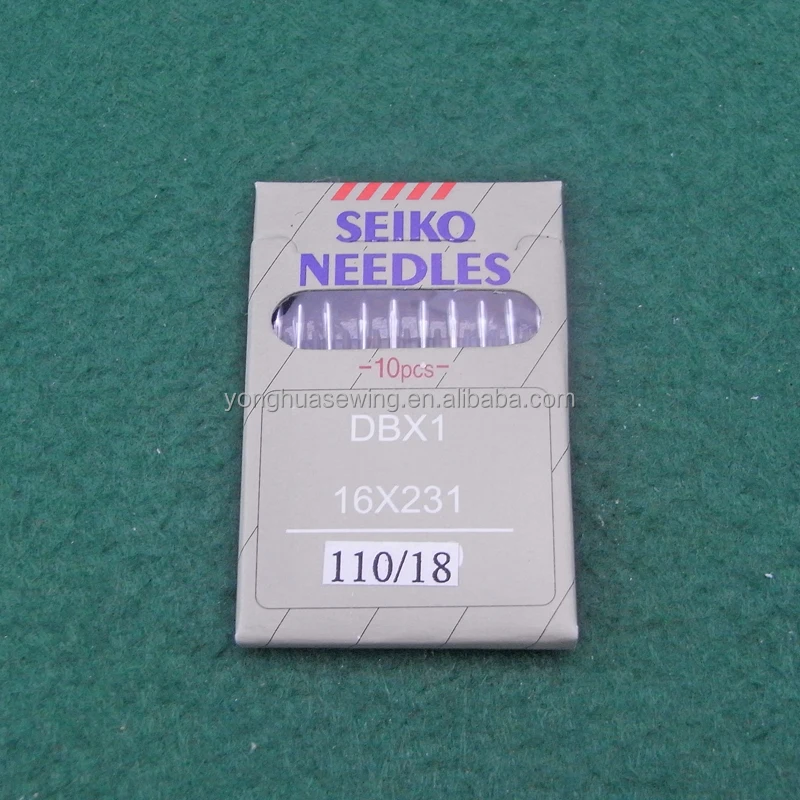 SEIKO
NEEDLES
-10pcs-
yonghuasewing.en.alibaba.com
DBX1
16X231
110/18